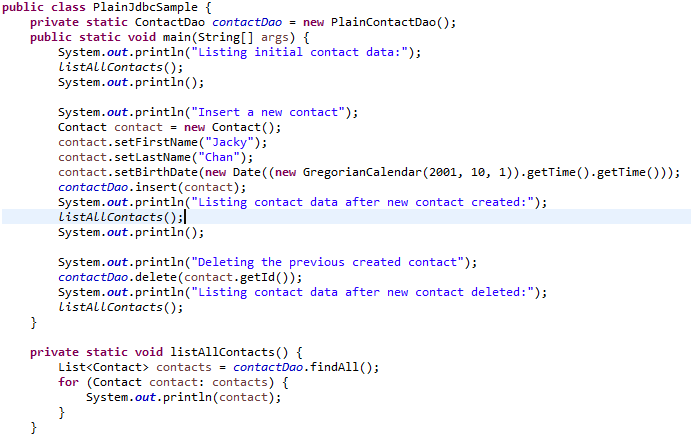 public class PlainJdbcSample {
    private static ContactDao contactDao = new PlainContactDao();
    public static void main(String[] args) {
        System.out.println("Listing initial contact data:");
        listAllContacts();
        System.out.println();

        System.out.println("Insert a new contact");
        Contact contact = new Contact();
        contact.setFirstName("Jacky");
        contact.setLastName("Chan");
        contact.setBirthDate(new Date((new GregorianCalendar(2001, 10, 1)).getTime().getTime()));
        contactDao.insert(contact);
        System.out.println("Listing contact data after new contact created:");
        listAllContacts();
        System.out.println();

        System.out.println("Deleting the previous created contact");
        contactDao.delete(contact.getId());
        System.out.println("Listing contact data after new contact deleted:");
        listAllContacts();
    }

    private static void listAllContacts() {
        List<Contact> contacts = contactDao.findAll();
        for (Contact contact: contacts) {
            System.out.println(contact);
        }
    }